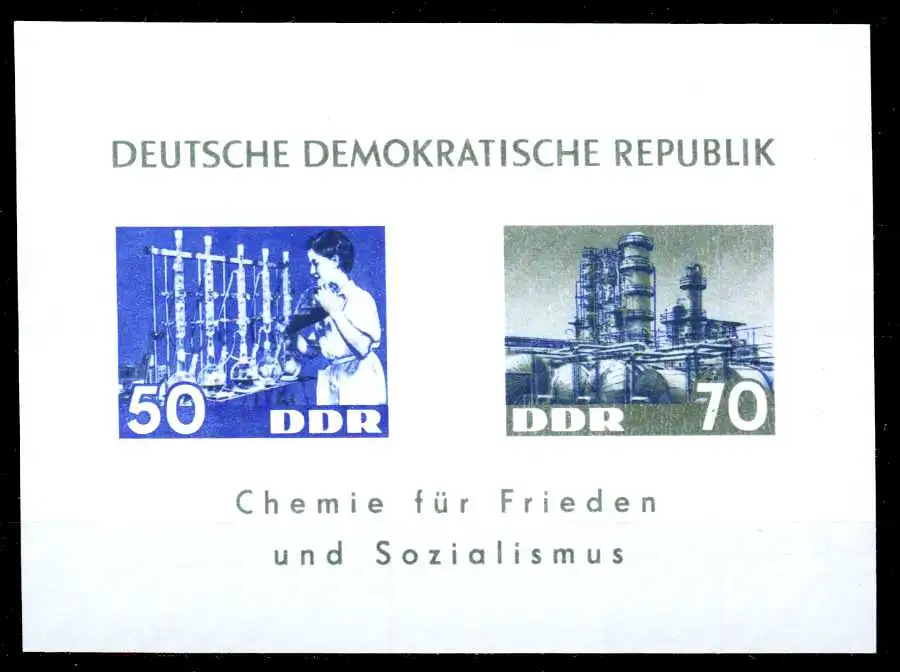 DEUTSCHE DEMOKRATISCHE REPUBLIK
50 DDR
DDR 70
Chemie für Frieden
und Sozialismus